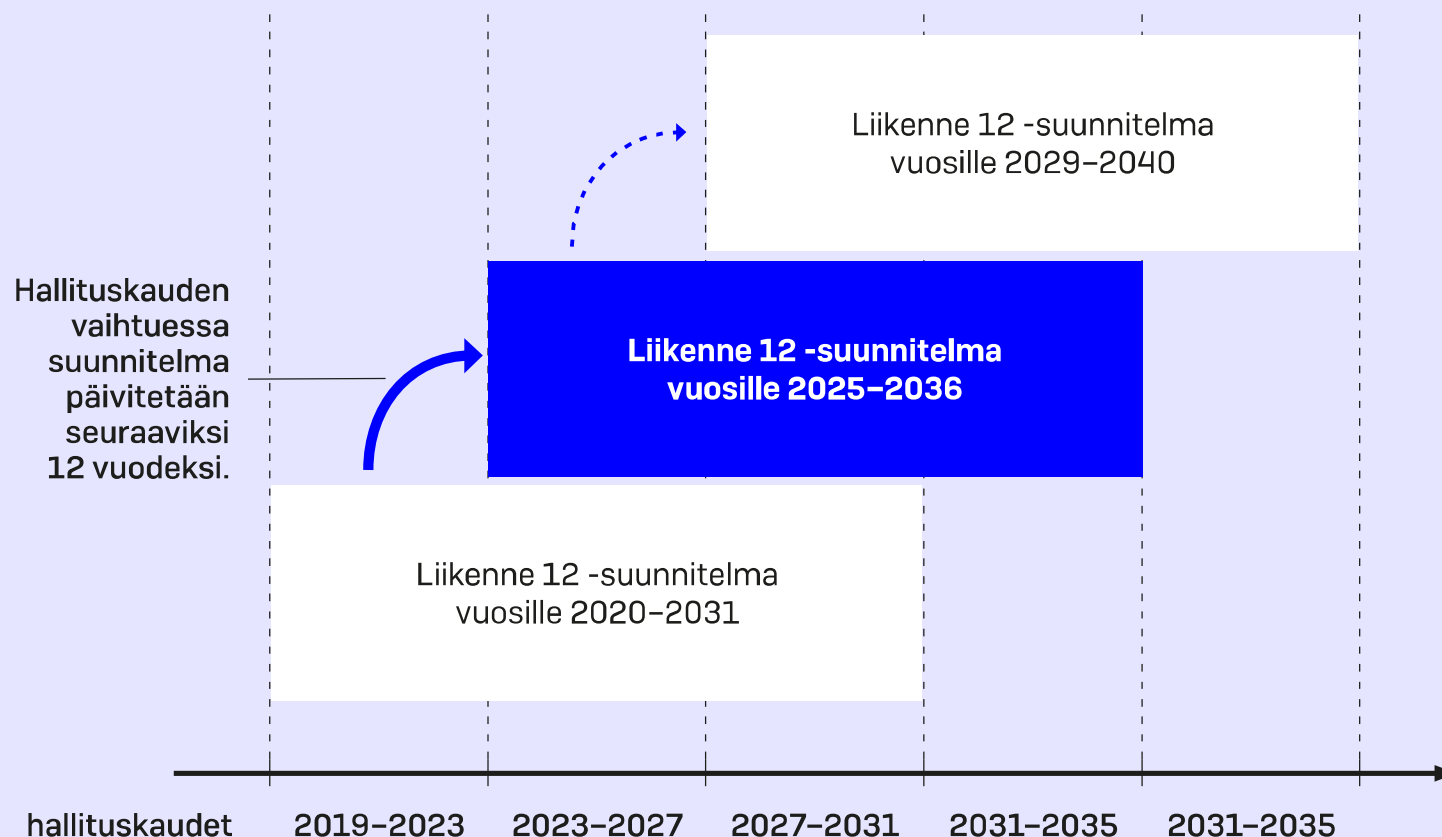 Liikenne 12 -suunnitelma
vuosille 2029–2040
Hallituskauden
vaihtuessa
suunnitelma
päivitetään
seuraaviksi
12 vuodeksi.
Liikenne 12 -suunnitelma
vuosille 2025–2036
Liikenne 12 -suunnitelma
vuosille 2020–2031
hallituskaudet 2019–2023 2023–2027 2027–2031 2031–2035 2031–2035